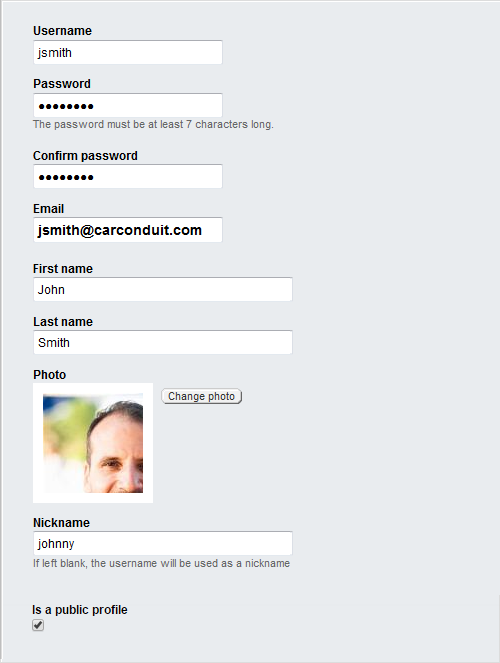 Username
jsmith
Password
●●●●●●●●
The password must be at least 7 characters long.
Confirm password
●●●●●●●●
Email
jsmith@carconduit.com
First name
John
Last name
Smith
Photo
Change photo
Nickname
johnny
If left blank, the username will be used as a nickname
Is a public profile